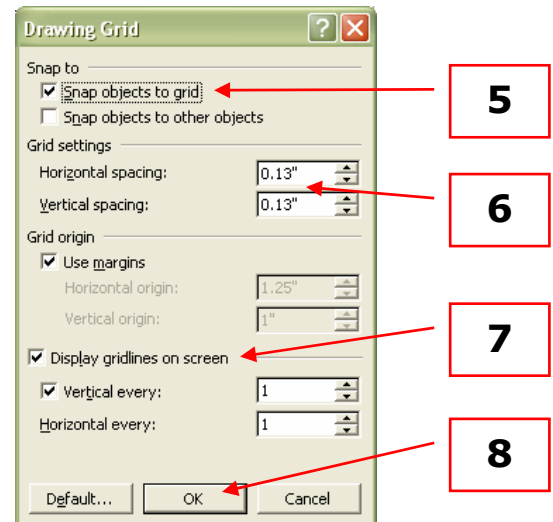 Drawing Grid
Snap to
Snap objects to grid
5
Snap objects to other objects
Grid settings
Horizontal spacing: 0.13"
6
Vertical spacing: 0.13"
Grid origin
Use margins
Horizontal origin: 1.25"
Vertical origin: 1"
7
Display gridlines on screen
Vertical every: 1
Horizontal every: 1
8
Default... OK Cancel